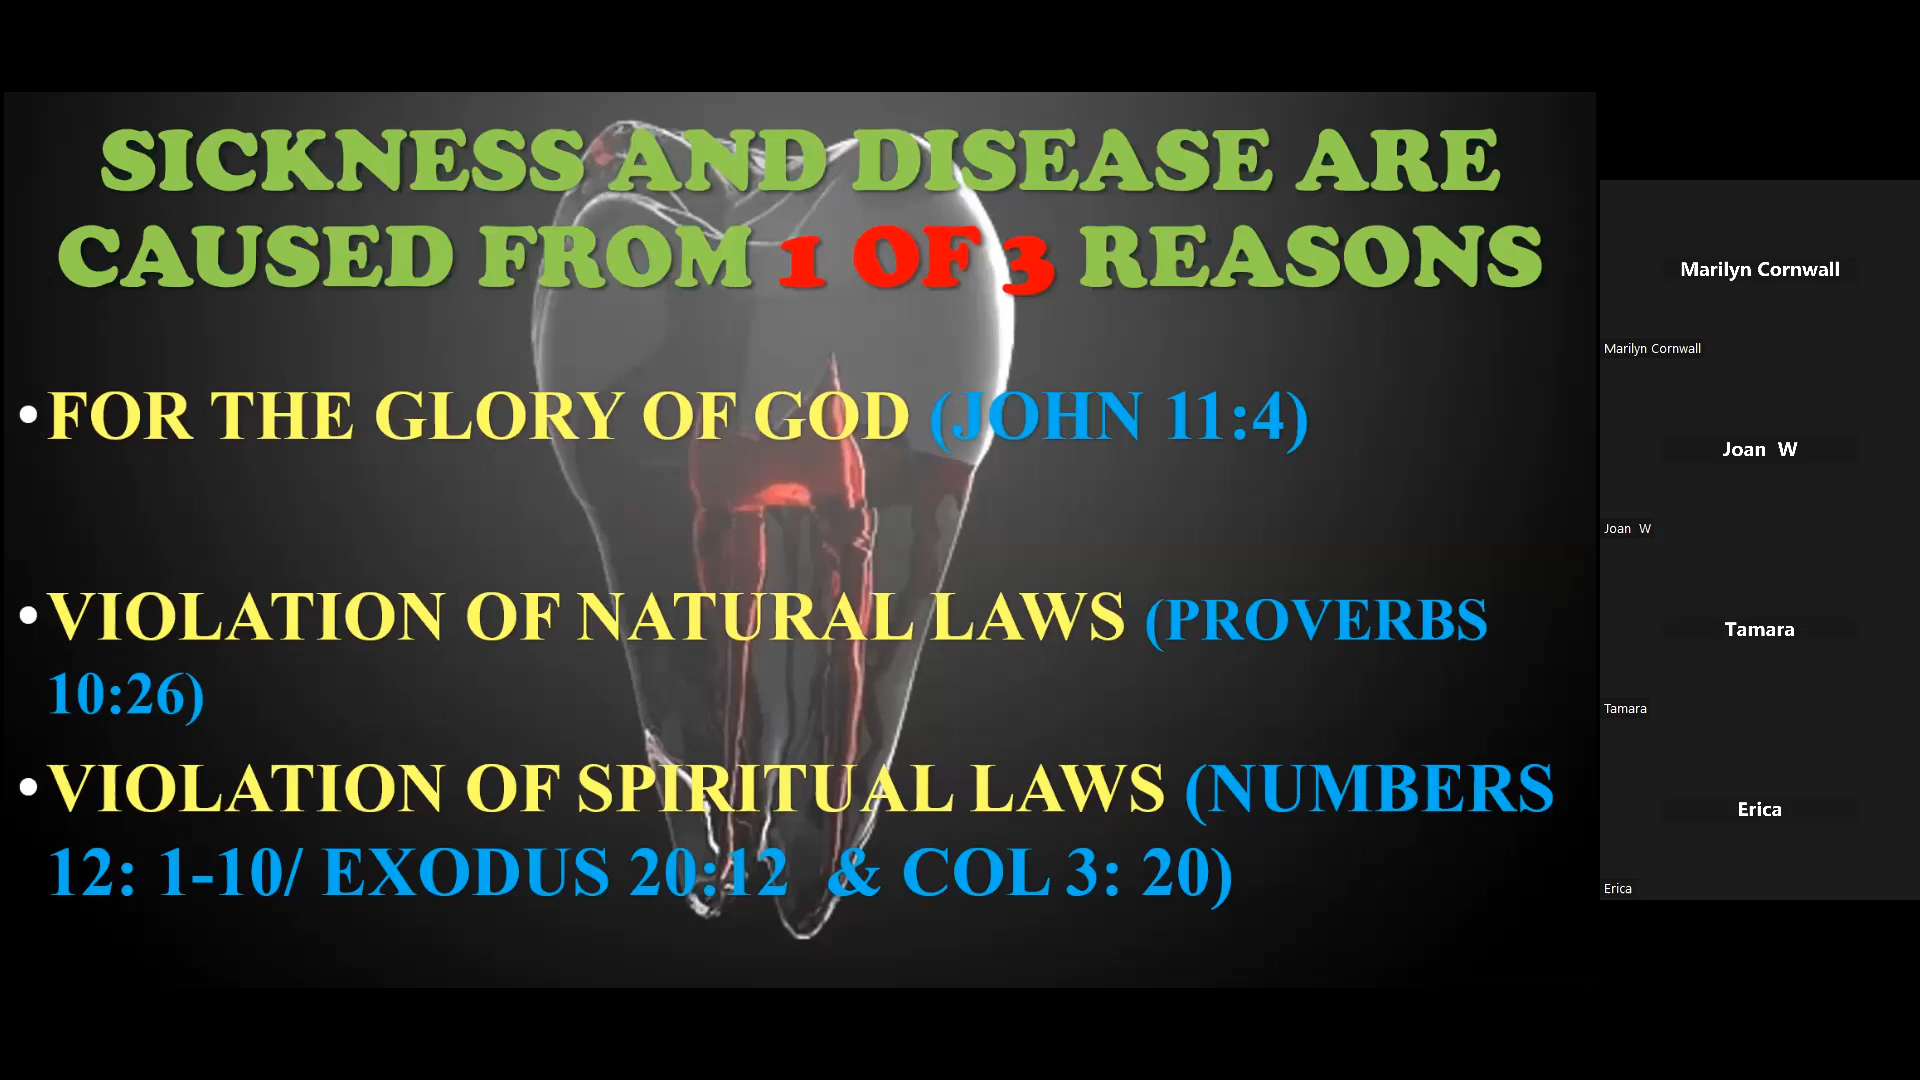 SICKNESS AND DISEASE ARE
CAUSED FROM 1 OF 3 REASONS
•FOR THE GLORY OF GOD (JOHN 11:4)
•VIOLATION OF NATURAL LAWS (PROVERBS
10:26)
•VIOLATION OF SPIRITUAL LAWS (NUMBERS
12: 1-10/ EXODUS 20:12 & COL 3: 20)
Marilyn Cornwall
Marilyn Cornwall
Joan W
Joan W
Tamara
Tamara
Erica
Erica